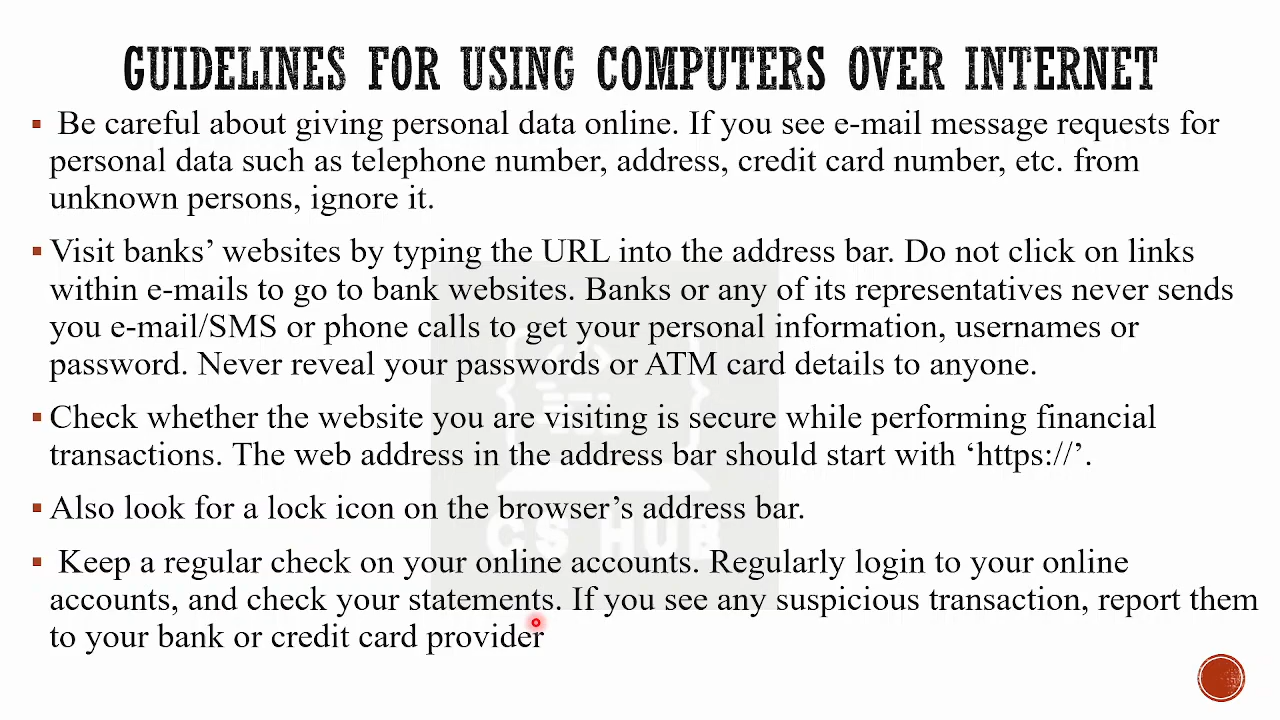 GUIDELINES FOR USING COMPUTERS OVER INTERNET
▪ Be careful about giving personal data online. If you see e-mail message requests for
personal data such as telephone number, address, credit card number, etc. from
unknown persons, ignore it.
▪ Visit banks’ websites by typing the URL into the address bar. Do not click on links
within e-mails to go to bank websites. Banks or any of its representatives never sends
you e-mail/SMS or phone calls to get your personal information, usernames or
password. Never reveal your passwords or ATM card details to anyone.
▪ Check whether the website you are visiting is secure while performing financial
transactions. The web address in the address bar should start with ‘https://’.
▪ Also look for a lock icon on the browser’s address bar.
CS HUB
▪ Keep a regular check on your online accounts. Regularly login to your online
accounts, and check your statements. If you see any suspicious transaction, report them
to your bank or credit card provider